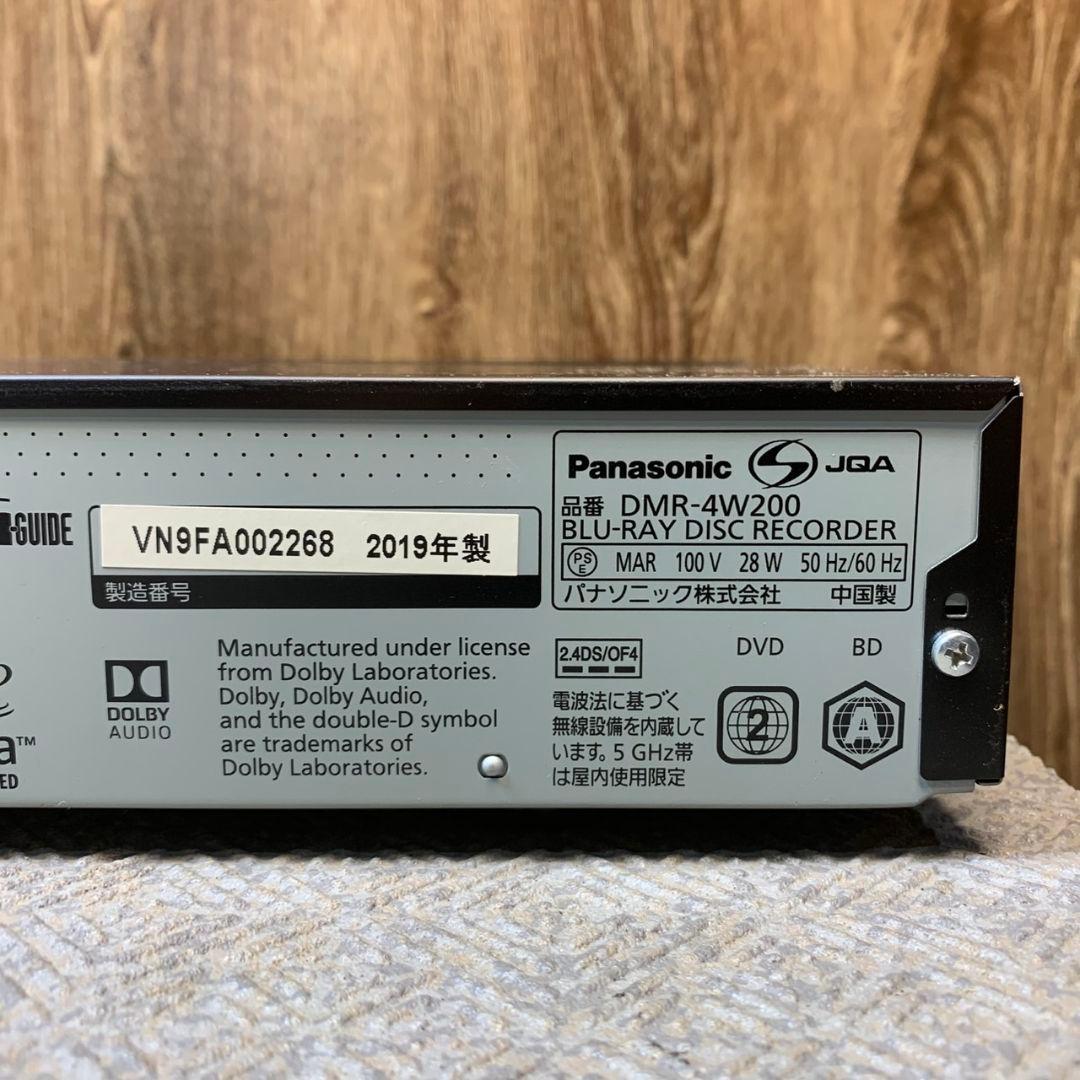 -GUIDE
VN9FA002268 2019年製
製造番号
Panasonic JQA
品番 DMR-4W200
BLU-RAY DISC RECORDER
PSE MAR 100 V 28 W 50 Hz/60 Hz
パナソニック株式会社 中国製
DOLBY
AUDIO
Manufactured under license
from Dolby Laboratories.
Dolby, Dolby Audio,
and the double-D symbol
are trademarks of
Dolby Laboratories.
2.4DS/OF4
電波法に基づく
無線設備を内蔵して
います。5 GHz帯
は屋内使用限定
DVD BD
2 A
a™
ED